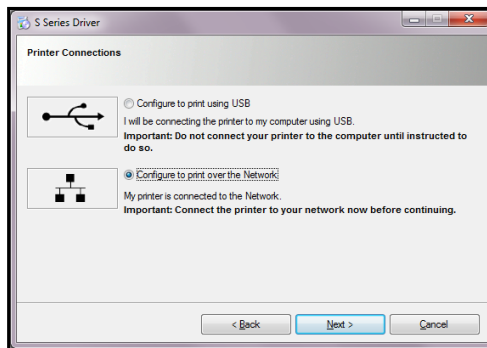 S Series Driver
Printer Connections
Configure to print using USB
I will be connecting the printer to my computer using USB.
Important: Do not connect your printer to the computer until instructed to
do so.
Configure to print over the Network
My printer is connected to the Network.
Important: Connect the printer to your network now before continuing.
< Back Next > Cancel